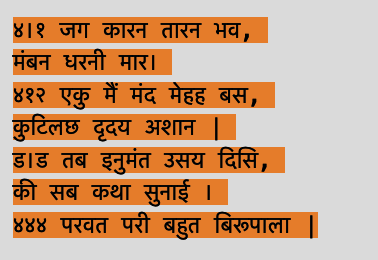 ४।१ जग कारन तारन भव,
मंबन धरनी मार।
४१२ एकु मैं मंद मेहह बस,
कुटिलछ दृदय अशान |
ड।ड तब इनुमंत उसय दिसि,
की सब कथा सुनाई ।
४४४ परवत परी बहुत बिरूपाला |